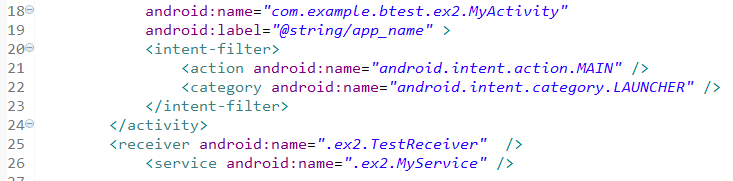 18 android:name="com.example.btest.ex2.MyActivity"
19 android:label="@string/app_name" >
20 <intent-filter>
21 <action android:name="android.intent.action.MAIN" />
22 <category android:name="android.intent.category.LAUNCHER" />
23 </intent-filter>
24 </activity>
25 <receiver android:name=".ex2.TestReceiver"  />
26 <service android:name=".ex2.MyService" />
27